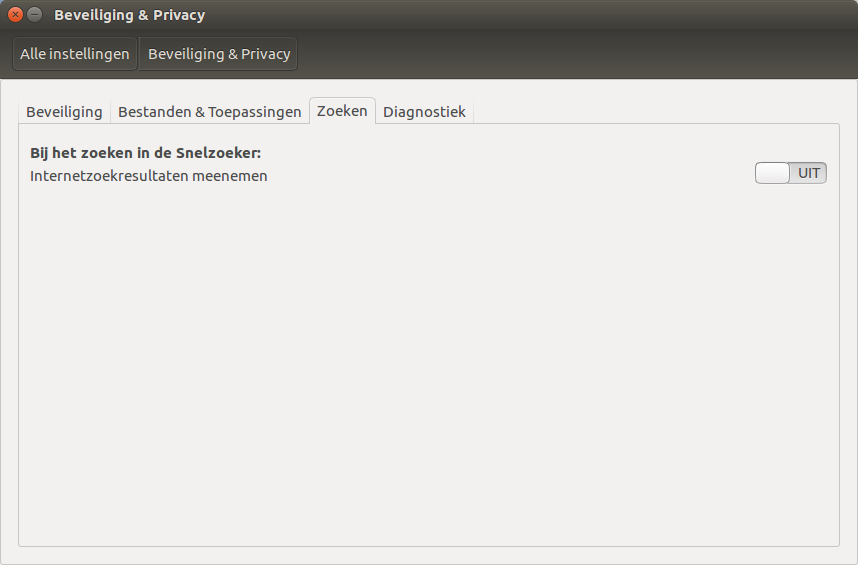 Beveiliging & Privacy
Alle instellingen Beveiliging & Privacy
Beveiliging Bestanden & Toepassingen Zoeken Diagnostiek
Bij het zoeken in de Snelzoeker:
Internetzoekresultaten meenemen UIT